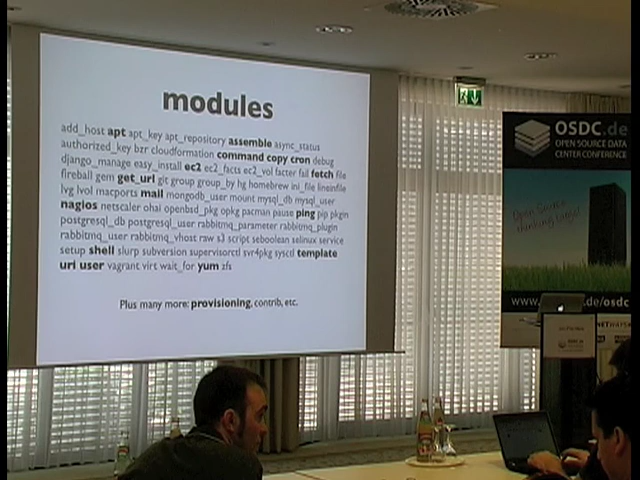 modules
add_host apt apt_key apt_repository assemble async_status
authorized_key bzr cloudformation command copy cron debug
django_manage easy_install ec2 ec2_facts ec2_vol facter fail fetch file
fireball gem get_url git group group_by hg homebrew ini_file lineinfile
lvg lvol macports mail mongodb_user mount mysql_db mysql_user
nagios netscaler ohai openbsd_pkg opkg pacman pause ping pip pkgin
postgresql_db postgresql_user rabbitmq_parameter rabbitmq_plugin
rabbitmq_user rabbitmq_vhost raw s3 script seboolean selinux service
setup shell slurp subversion supervisorctl svr4pkg sysctl template
uri user vagrant virt wait_for yum zfs
Plus many more: provisioning, contrib, etc.
OSDC.de
OPEN SOURCE DATA
CENTER CONFERENCE
Open Source
thinking
www.
.de/osdc
NETWAYS